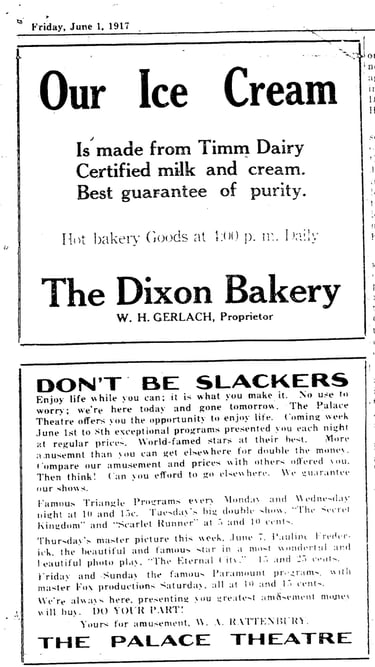 Friday, June 1, 1917
Our Ice Cream
Is made from Timm Dairy
Certified milk and cream.
Best guarantee of purity.
Hot bakery Goods at 4:00 p. m. Daily
The Dixon Bakery
W. H. GERLACH, Proprietor
DON'T BE SLACKERS
Enjoy life while you can; it is what you make it. No use to
worry; we're here today and gone tomorrow. The Palace
Theatre offers you the opportunity to enjoy life. Coming week
June 1st to 8th exceptional programs presented you each night
at regular prices. World-famed stars at their best. More
a.nusemnt than you can get elsewhere for double the money.
Compare our amusement and prices with others offered you.
Then think! Can you efford to go elsewhere. We guarantee
our shows.
Famous Triangle Programs every Monday and Wednesday
night at 10 and 15c. Tuesday's big double show, "The Secret
Kingdom" and "Scarlet Runner" at 5 and 10 cents.
Thursday's master picture this week, June 7, Pauline Freder-
ick, the beautiful and famous star in a most wonderful and
beautiful photo play, "The Eternal City." 15 and 25 cents.
Friday and Sunday the famous Paramount programs, with
master Fox productions Saturday, all at 10 and 15 cents.
We're always here, presenting you greatest amusement money
will buy. DO YOUR PART!
Yours for amusement, W. A. RATTENBURY.
THE PALACE THEATRE